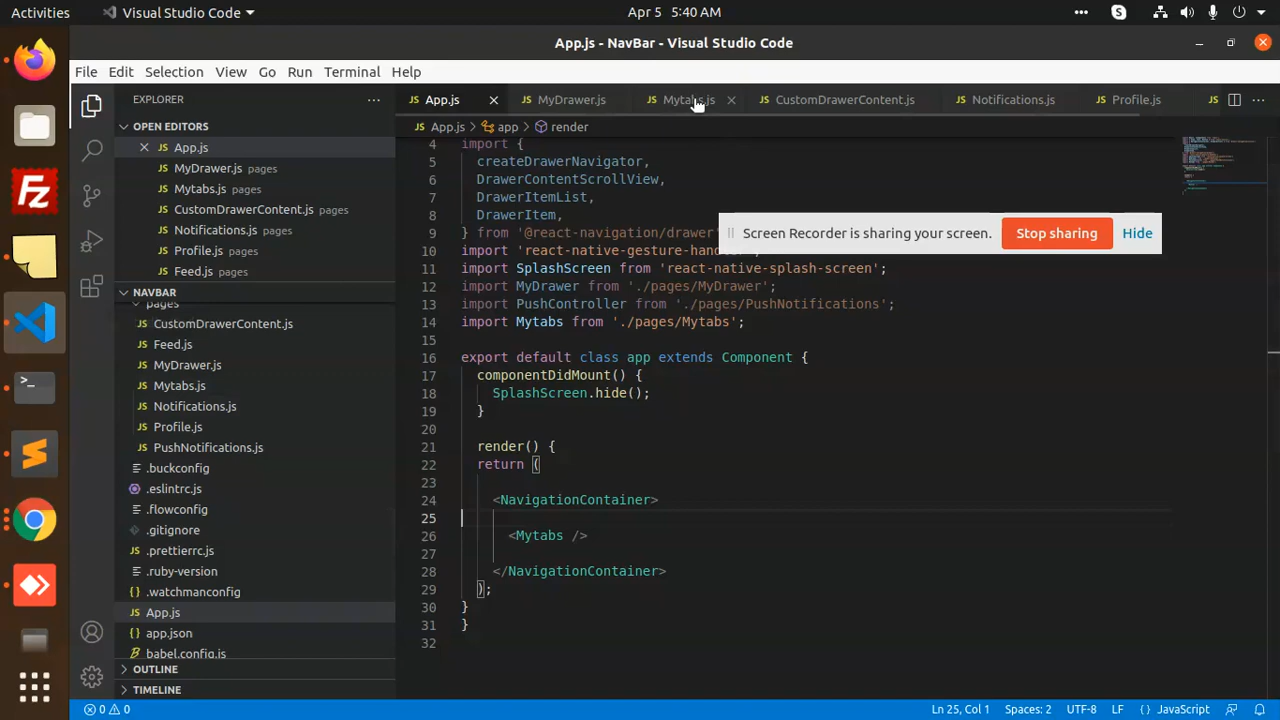 Activities
Visual Studio Code
Apr 5 5:40 AM
App.js - NavBar - Visual Studio Code
File Edit Selection View Go Run Terminal Help
EXPLORER
App.js
MyDrawer.js
CustomDrawerContent.js
Notifications.js
Profile.js
OPEN EDITORS
App.js
MyDrawer.js pages
Mytabs.js pages
CustomDrawerContent.js pages
Notifications.js pages
Profile.js pages
Feed.js pages
NAVBAR
pages
CustomDrawerContent.js
Feed.js
MyDrawer.js
Mytabs.js
Notifications.js
Profile.js
PushNotifications.js
.buckconfig
.eslintrc.js
.flowconfig
.gitignore
.prettierrc.js
.ruby-version
.watchmanconfig
App.js
app.json
babel.config.js
OUTLINE
TIMELINE
App.js > app > render
4 import {
5 createDrawerNavigator,
6 DrawerContentScrollView,
7 DrawerItemList,
8 DrawerItem,
9 } from '@react-navigation/drawer'
10 import 'react-native-gesture-hand
11 import SplashScreen from 'react-native-splash-screen';
12 import MyDrawer from './pages/MyDrawer';
13 import PushController from './pages/PushNotifications';
14 import Mytabs from './pages/Mytabs';
15
16 export default class app extends Component {
17 componentDidMount() {
18 SplashScreen.hide();
19 }
20
21 render() {
22 return (
23
24 <NavigationContainer>
25
26 <Mytabs />
27
28 </NavigationContainer>
29 );
30 }
31 }
32
Screen Recorder is sharing your screen. Stop sharing Hide
0 0
Ln 25, Col 1 Spaces: 2 UTF-8 LF {} JavaScript